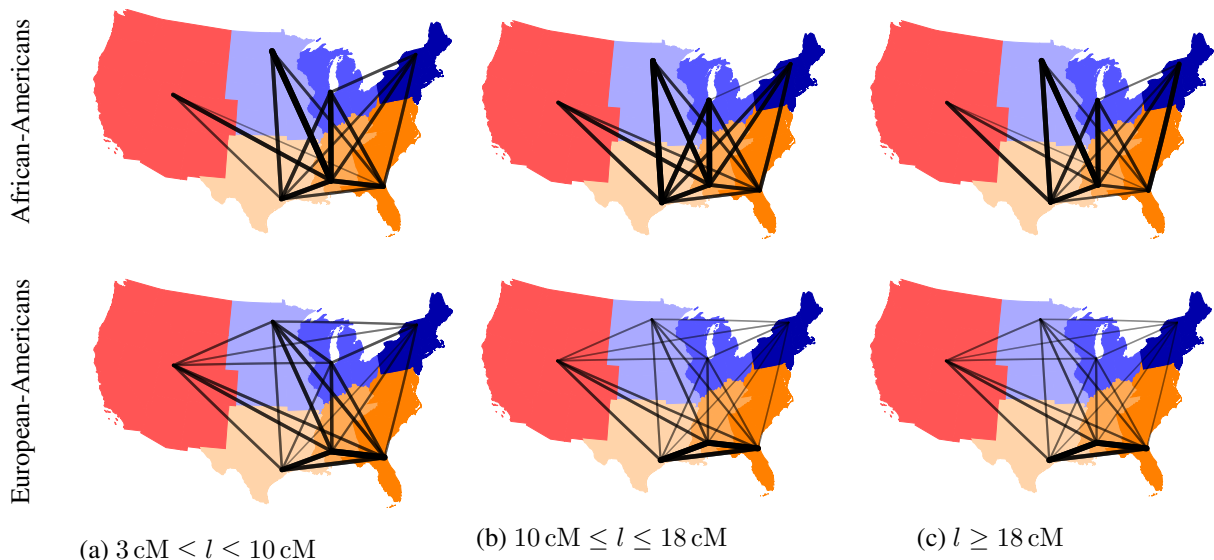 African-Americans
European-Americans
(a) 3 cM < l < 10 cM
(b) 10 cM ≤ l ≤ 18 cM
(c) l ≥ 18 cM